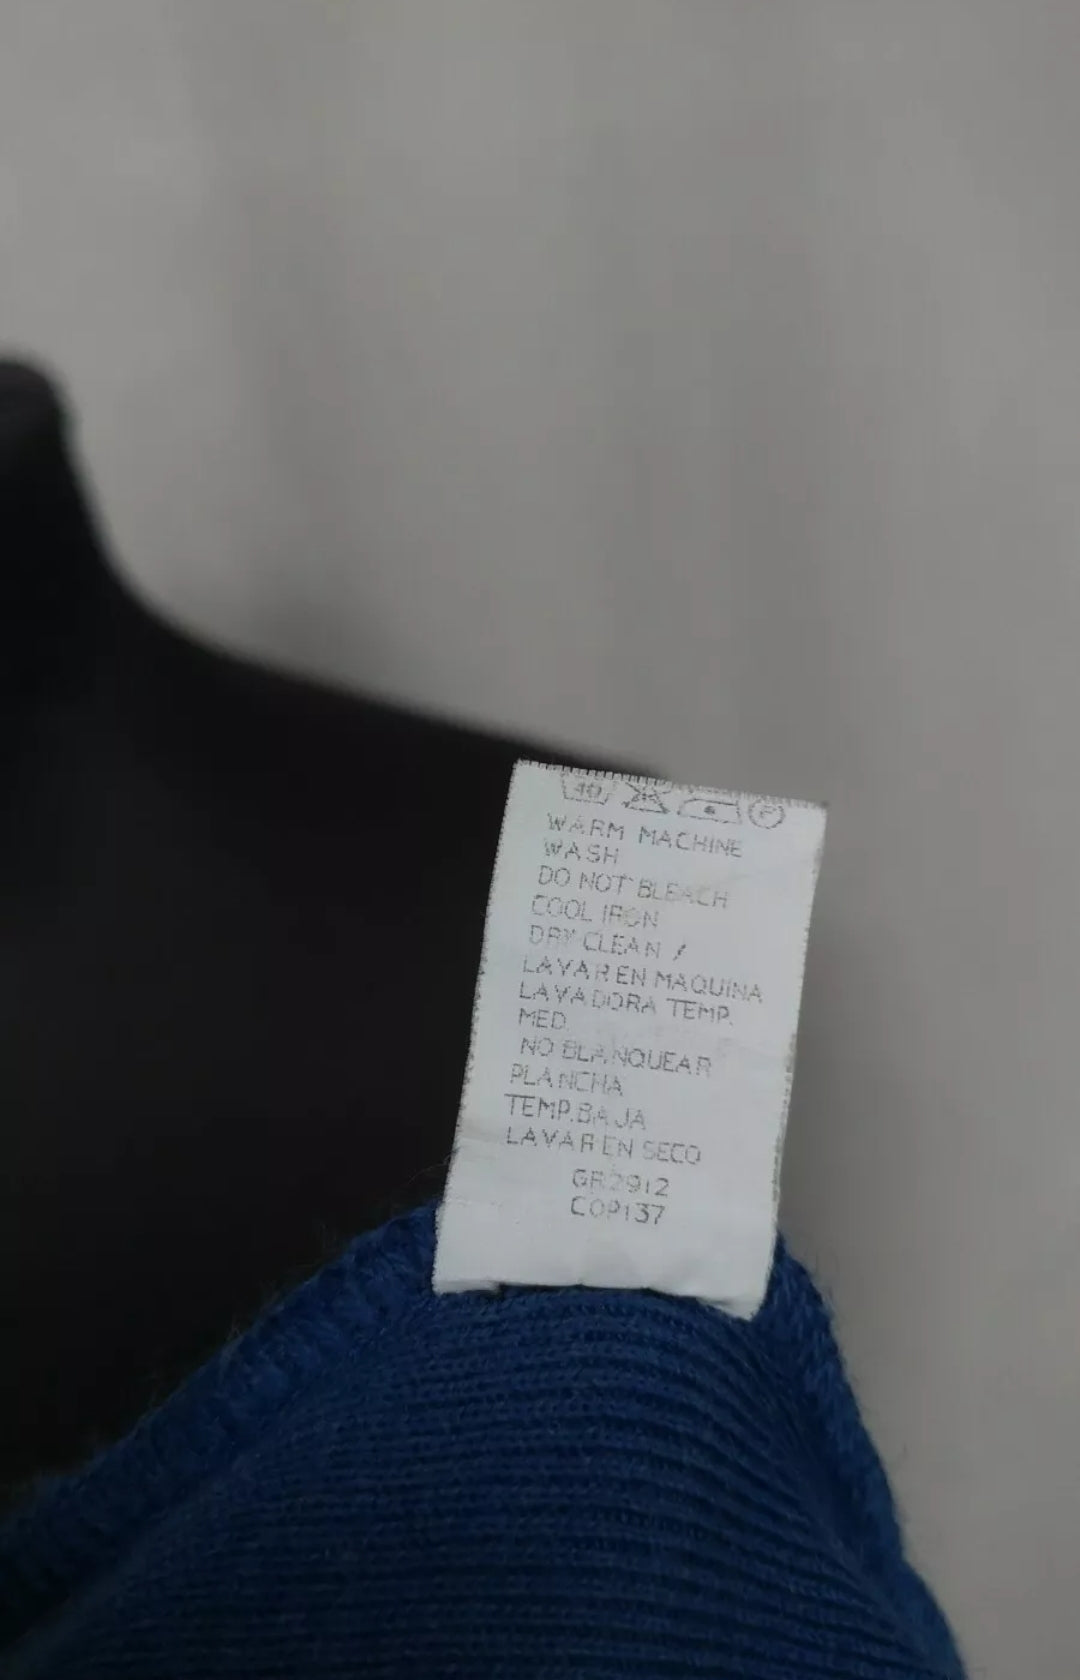 40 P
WARM MACHINE
WASH
DO NOT BLEACH
COOL IRON
DRY CLEAN /
LAVAR EN MAQUINA
LAVADORA TEMP.
MED.
NO BLANQUEAR
PLANCHA
TEMP.BAJA
LAVAR EN SECO
GR2912
COP137